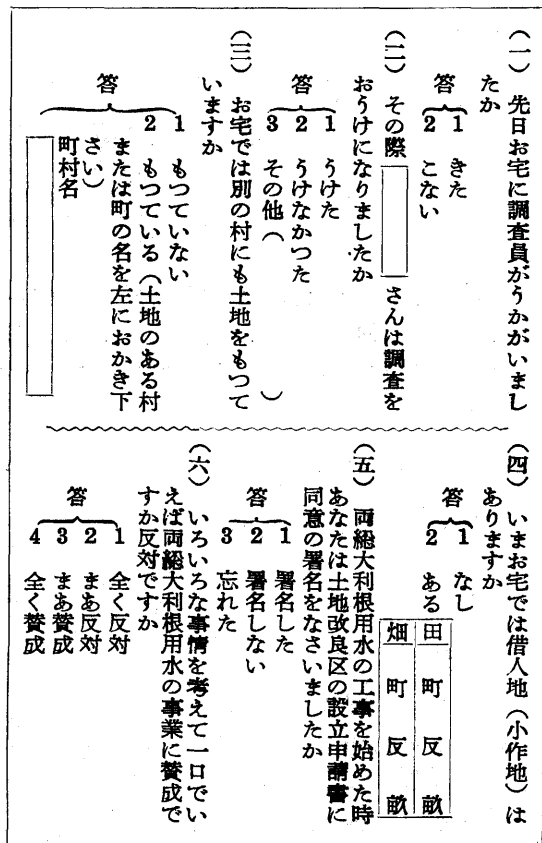 (一) 先日お宅に調査員がうかがいまし
たか
答
1 きた
2 こない
(二) その際 さんは調査を
おうけになりましたか
答
1 うけた
2 うけなかつた
3 その他( )
(三) お宅では別の村にも土地をもつて
いますか
答
1 もつていない
2 もつている(土地のある村
または町の名を左におかき下
さい)
町村名
(四) いまお宅では借入地(小作地)は
ありますか
答
1 なし
2 ある
田 町 反 畝
畑 町 反 畝
(五) 両総大利根用水の工事を始めた時
あなたは土地改良区の設立申請書に
同意の署名をなさいましたか
答
1 署名した
2 署名しない
3 忘れた
(六) いろいろな事情を考えて一口でい
えば両総大利根用水の事業に賛成で
すか反対ですか
答
1 全く反対
2 まあ反対
3 まあ賛成
4 全く賛成